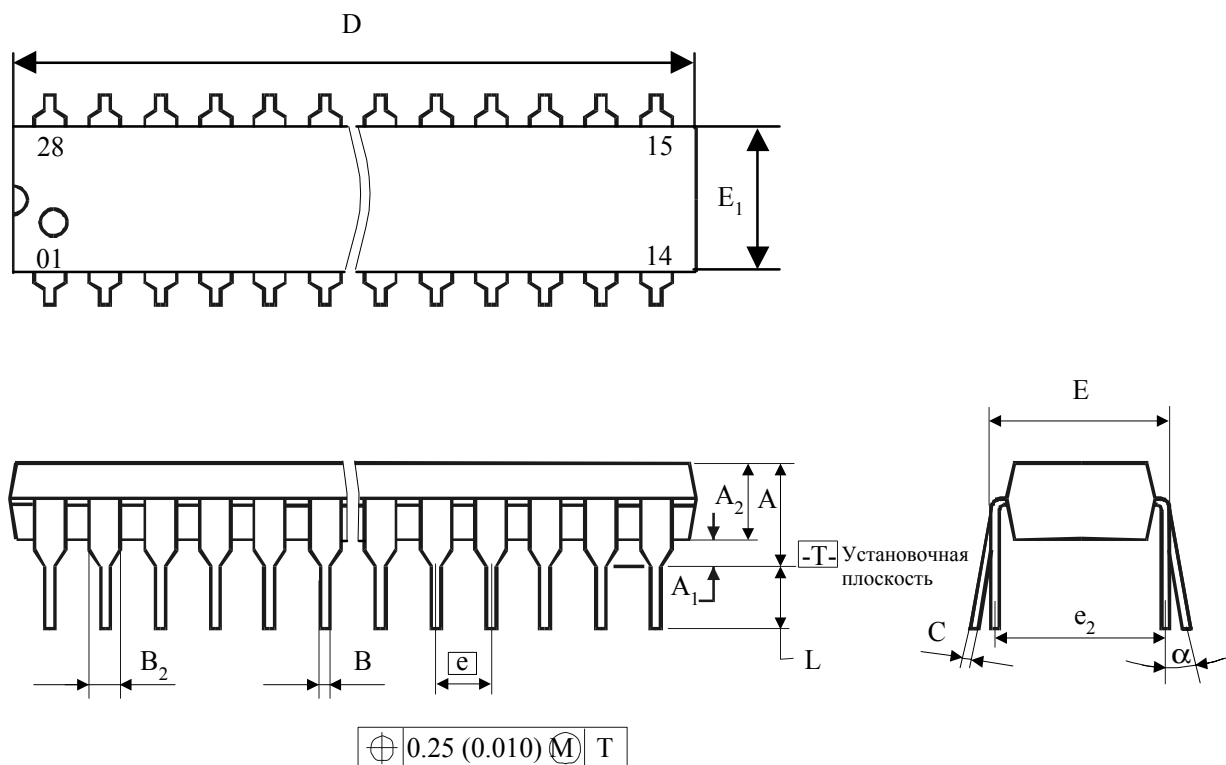 D
28 15
E₁
01 14
E
A₂ A
-T- Установочная
плоскость
A₁
C e₂
B₂ B e L α
⌖ 0.25 (0.010) Ⓜ T